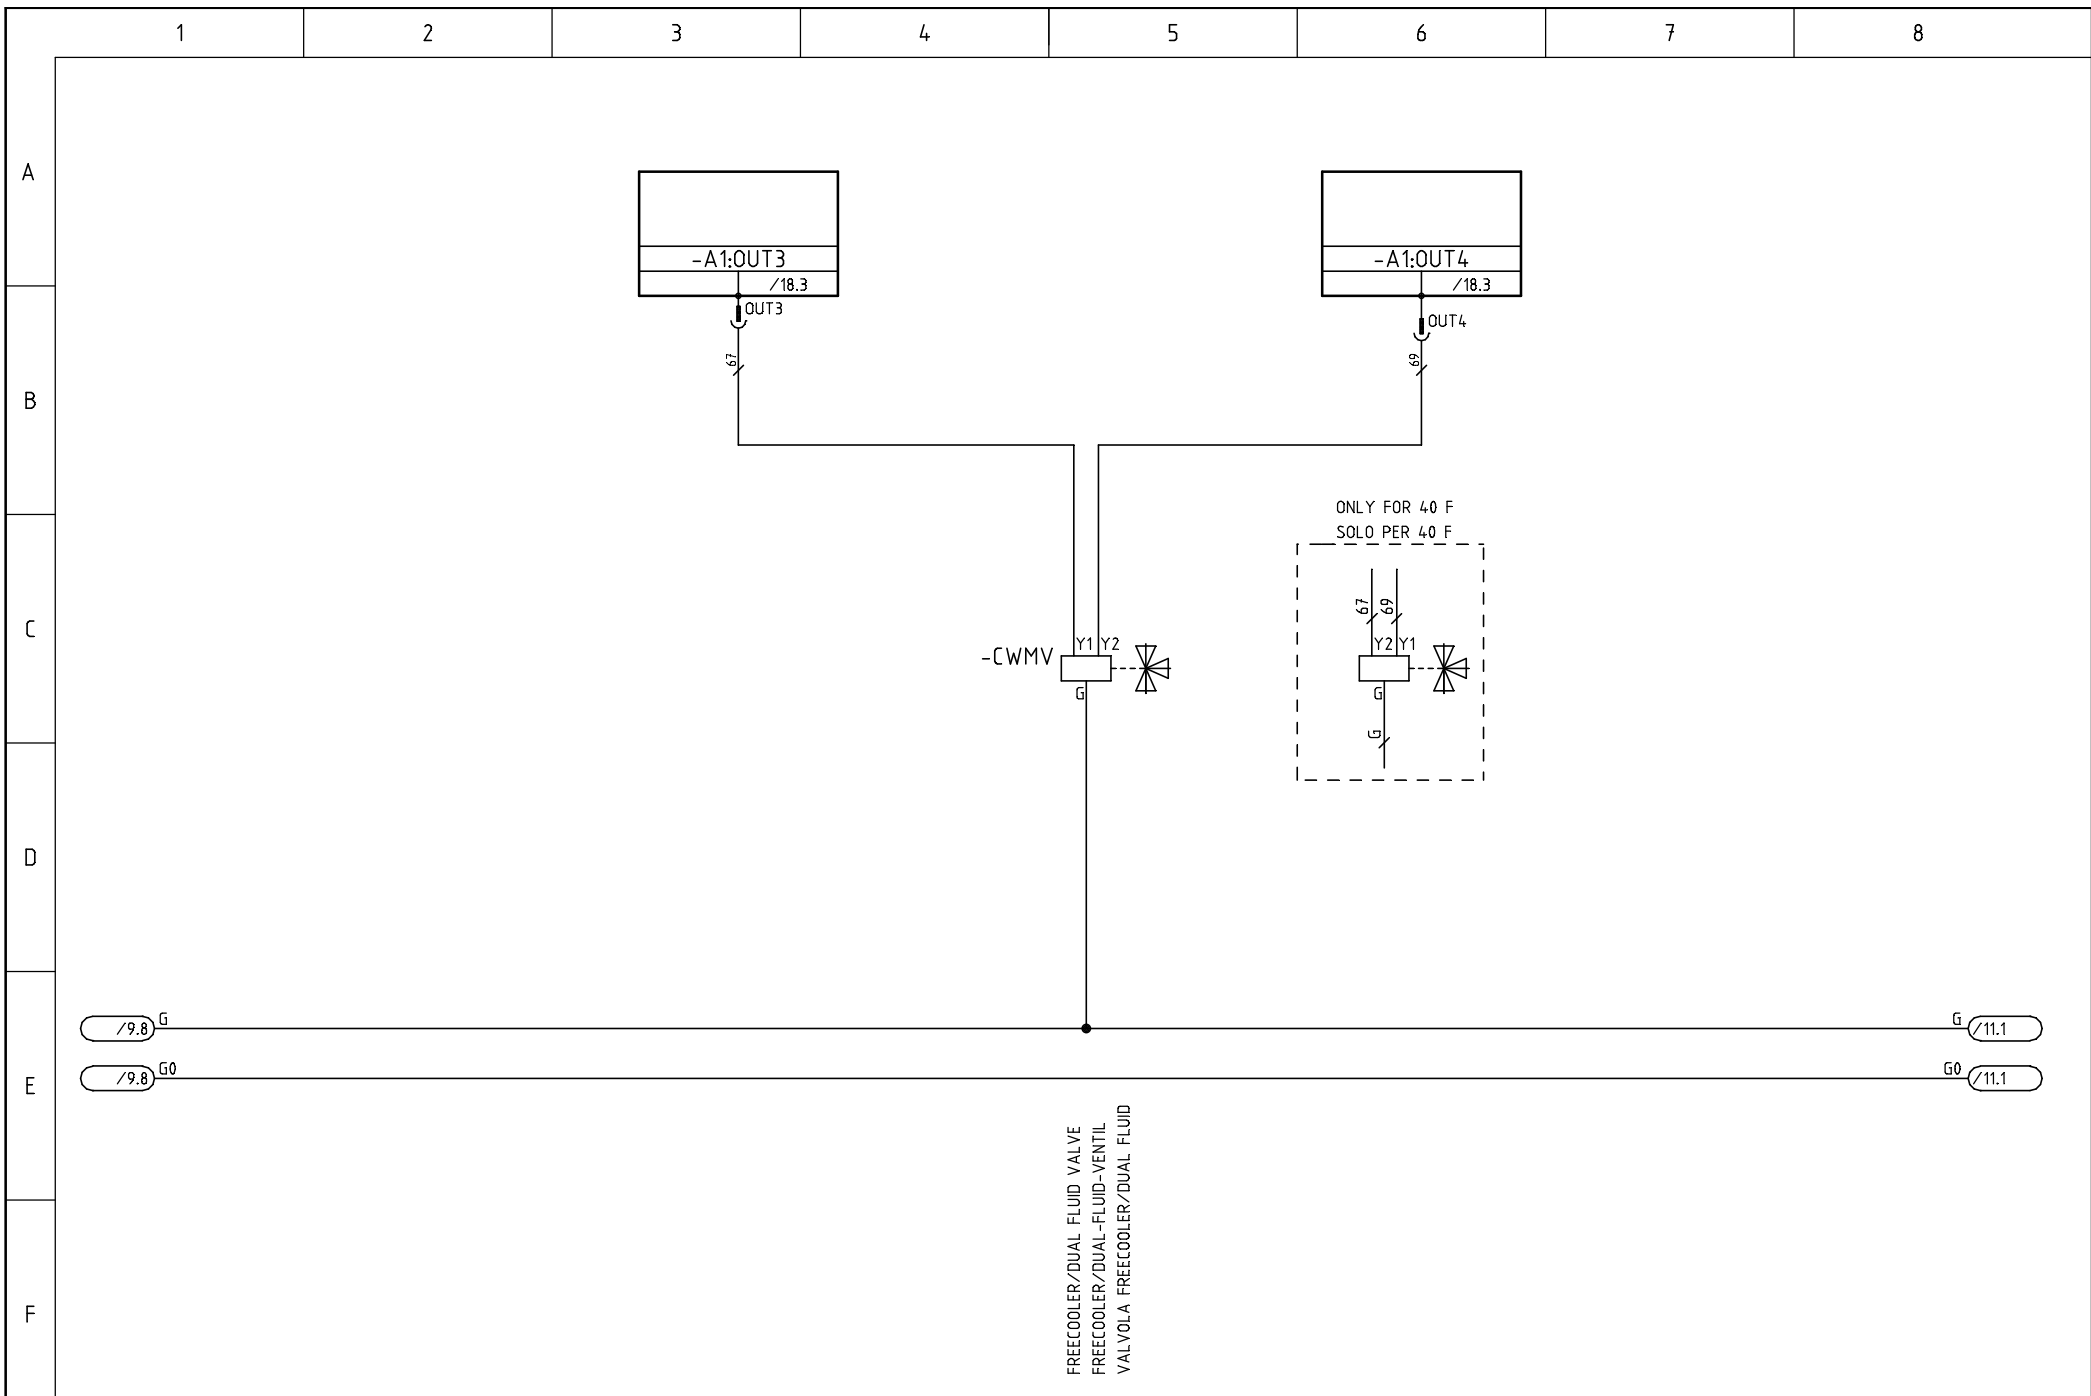 1 2 3 4 5 6 7 8
A
-A1:OUT3 -A1:OUT4
/18.3 /18.3
OUT3 OUT4
67 69
B
ONLY FOR 40 F
SOLO PER 40 F
67 69
C
Y1 Y2 Y2 Y1
-CWMV
G G
G
D
/9.8 G G /11.1
/9.8 G0 G0 /11.1
E
FREECOOLER/DUAL FLUID VALVE
FREECOOLER/DUAL-FLUID-VENTIL
VALVOLA FREECOOLER/DUAL FLUID
F